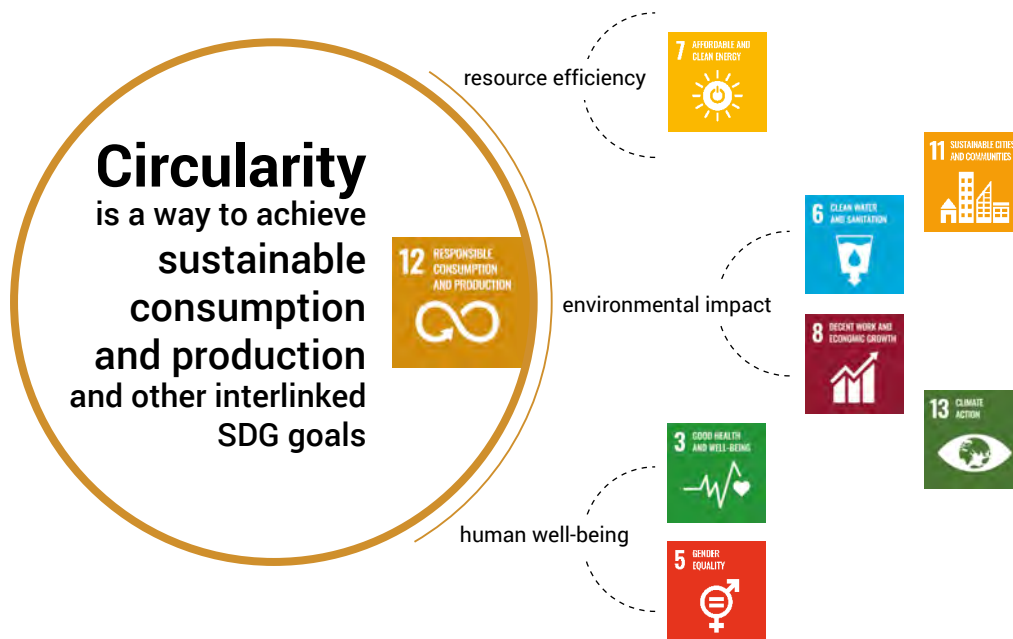 Circularity
is a way to achieve
sustainable
consumption
and production
and other interlinked
SDG goals
12 RESPONSIBLE
CONSUMPTION
AND PRODUCTION
resource efficiency
7 AFFORDABLE AND
CLEAN ENERGY
11 SUSTAINABLE CITIES
AND COMMUNITIES
6 CLEAN WATER
AND SANITATION
environmental impact
8 DECENT WORK AND
ECONOMIC GROWTH
13 CLIMATE
ACTION
3 GOOD HEALTH
AND WELL-BEING
human well-being
5 GENDER
EQUALITY